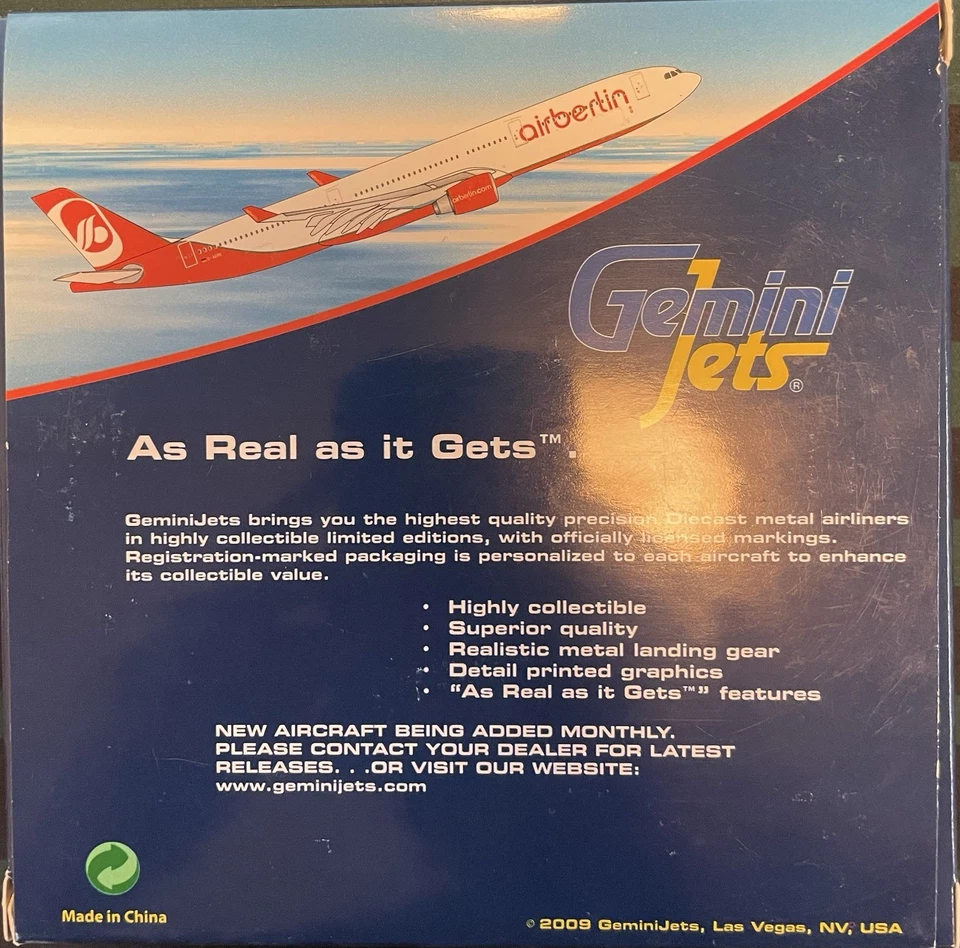 airberlin
airberlin.com
Gemini
Jets®
As Real as it Gets™.
GeminiJets brings you the highest quality precision Diecast metal airliners
in highly collectible limited editions, with officially licensed markings.
Registration-marked packaging is personalized to each aircraft to enhance
its collectible value.
• Highly collectible
• Superior quality
• Realistic metal landing gear
• Detail printed graphics
• “As Real as it Gets™” features
NEW AIRCRAFT BEING ADDED MONTHLY.
PLEASE CONTACT YOUR DEALER FOR LATEST
RELEASES. . .OR VISIT OUR WEBSITE:
www.geminijets.com
Made in China
© 2009 GeminiJets, Las Vegas, NV, USA